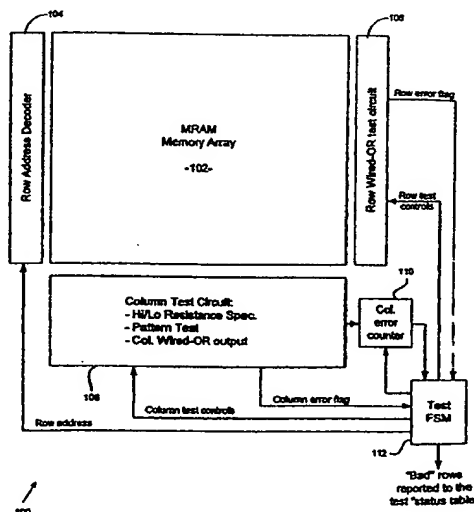 104
106
Row Address Decoder
MRAM
Memory Array
-102-
Row Wired-OR test circuit
Row error flag
Row test
controls
Column Test Circuit:
- Hi/Lo Resistance Spec.
- Pattern Test
- Col. Wired-OR output
110
Col.
error
counter
108
Column test controls
Column error flag
Row address
Test
FSM
112
"Bad" rows
reported to the
test "status table"
100